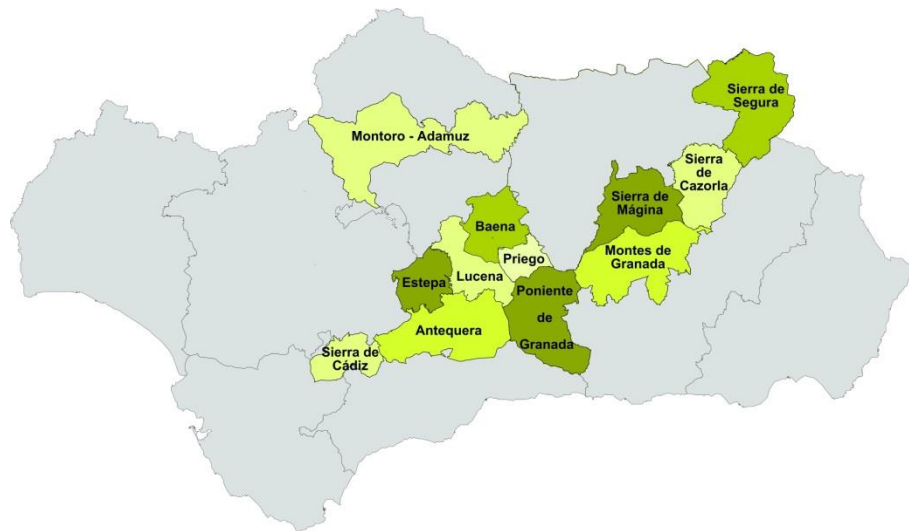 Sierra de
Segura
Montoro - Adamuz
Sierra
de
Cazorla
Sierra de
Mágina
Baena
Priego
Montes de
Granada
Estepa
Lucena
Poniente
de
Granada
Antequera
Sierra de
Cádiz